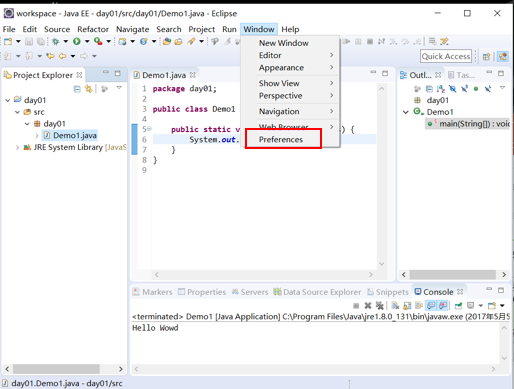 workspace - Java EE - day01/src/day01/Demo1.java - Eclipse
File Edit Source Refactor Navigate Search Project Run Window Help
New Window
Editor
Appearance
Show View
Perspective
Navigation
Web Browser
Preferences
Quick Access
Project Explorer
day01
src
day01
Demo1.java
JRE System Library [JavaS
Demo1.java
1 package day01;
2
3 public class Demo1
4
5 public static v ) {
6 System.out.
7 }
8 }
9
Outl... Tas...
day01
Demo1
main(String[]) : void
Markers Properties Servers Data Source Explorer Snippets Console
<terminated> Demo1 [Java Application] C:\Program Files\Java\jre1.8.0_131\bin\javaw.exe (2017年5月5
Hello Wowd
day01.Demo1.java - day01/src